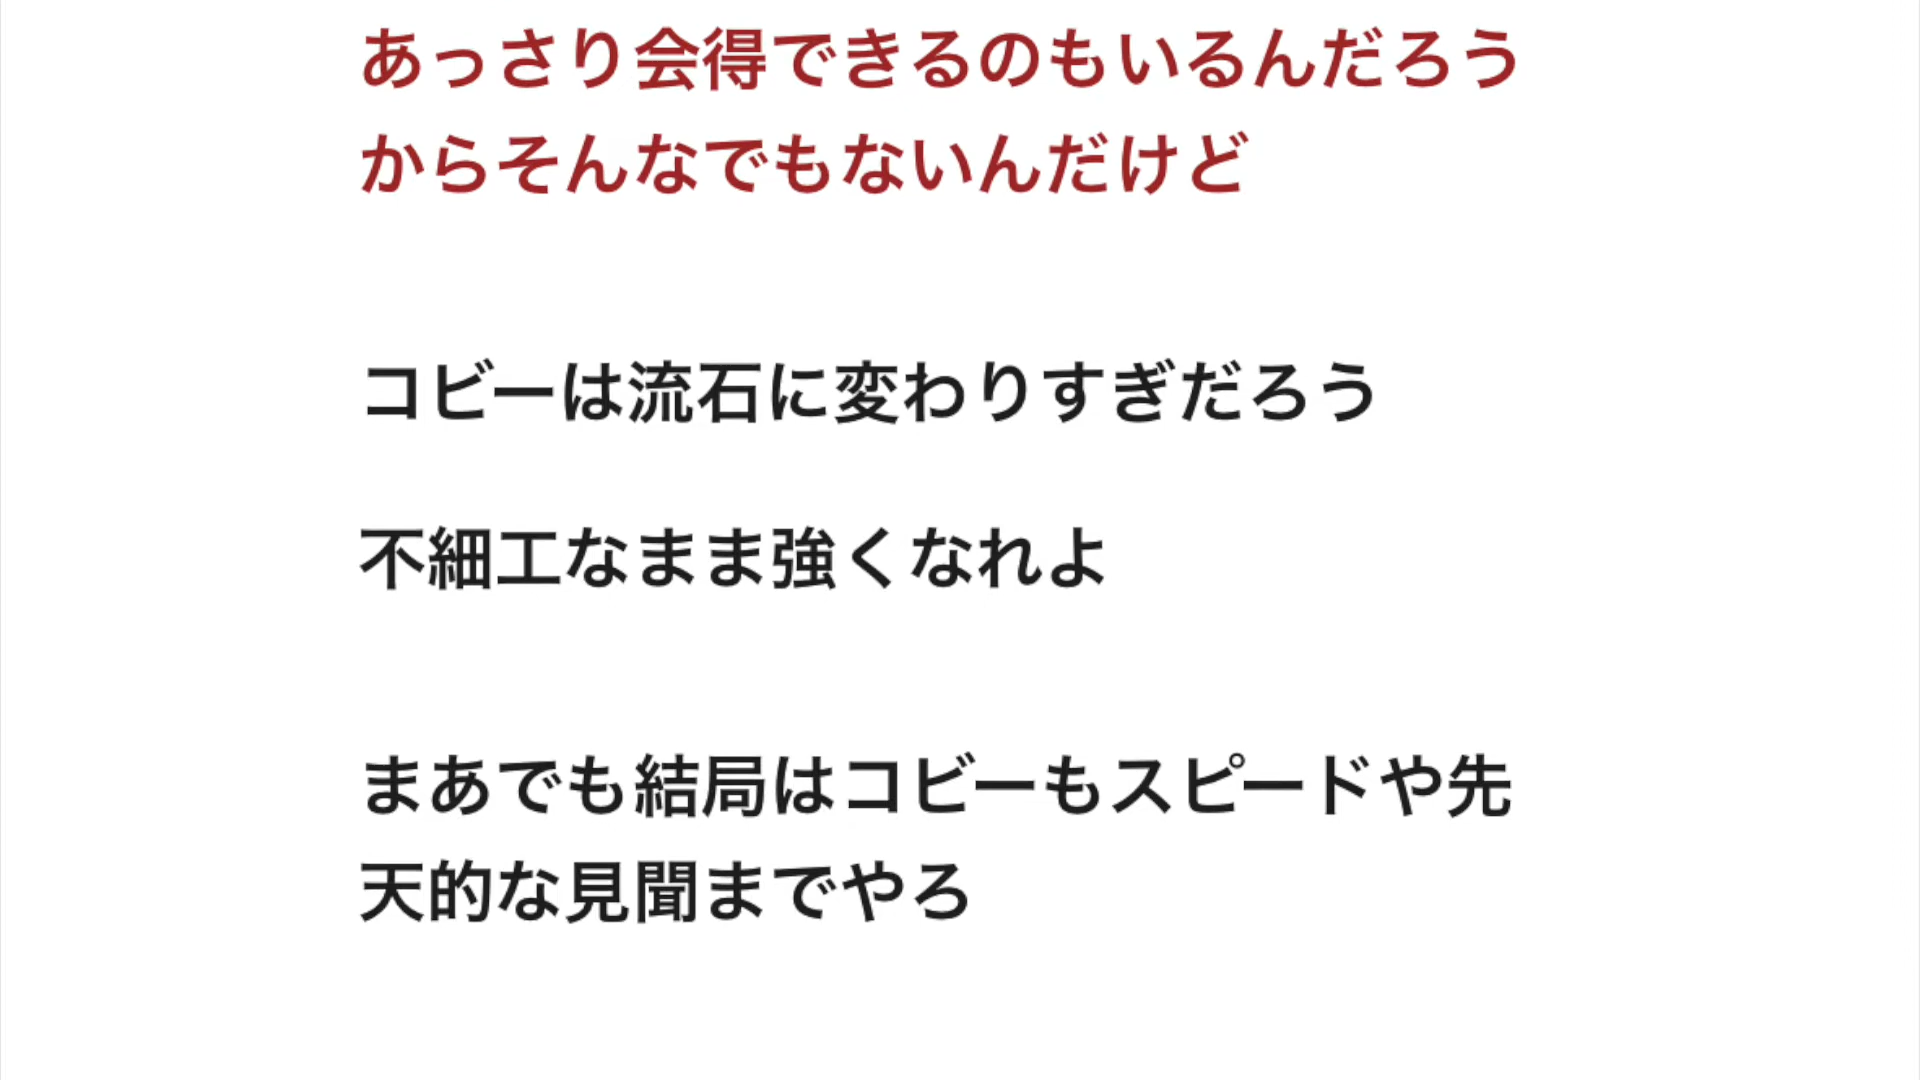 あっさり会得できるのもいるんだろう
からそんなでもないんだけど
コビーは流石に変わりすぎだろう
不細工なまま強くなれよ
まあでも結局はコビーもスピードや先
天的な見聞までやろ